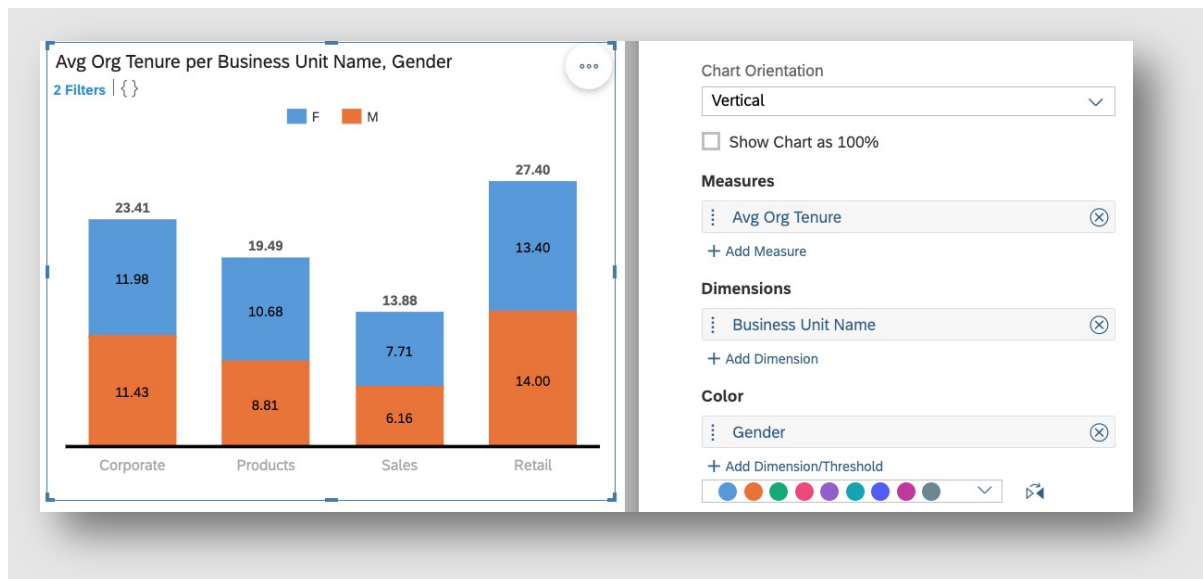 Avg Org Tenure per Business Unit Name, Gender
2 Filters | { }
F M
27.40
23.41
19.49
13.40
13.88
11.98
10.68
7.71
14.00
11.43
8.81
6.16
Corporate Products Sales Retail
Chart Orientation
Vertical
Show Chart as 100%
Measures
Avg Org Tenure
+ Add Measure
Dimensions
Business Unit Name
+ Add Dimension
Color
Gender
+ Add Dimension/Threshold